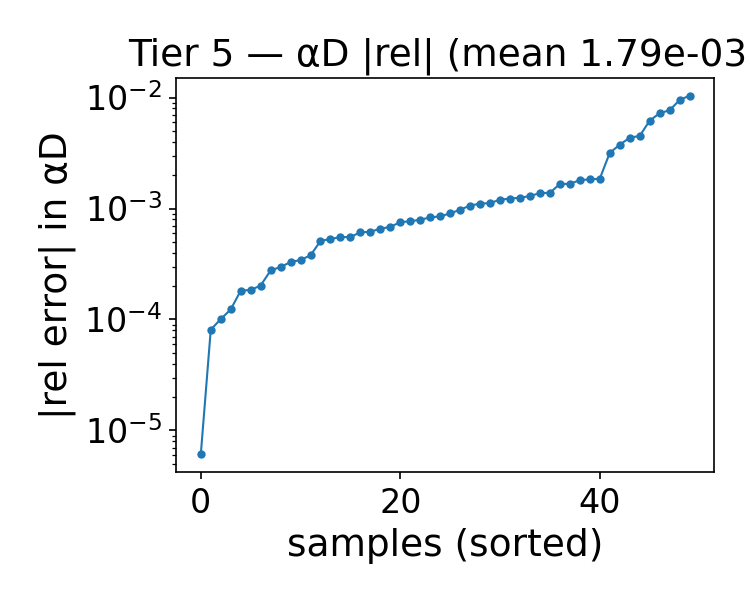 Tier 5 — αD |rel| (mean 1.79e-03
10⁻²
10⁻³
10⁻⁴
10⁻⁵
|rel error| in αD
0 20 40
samples (sorted)